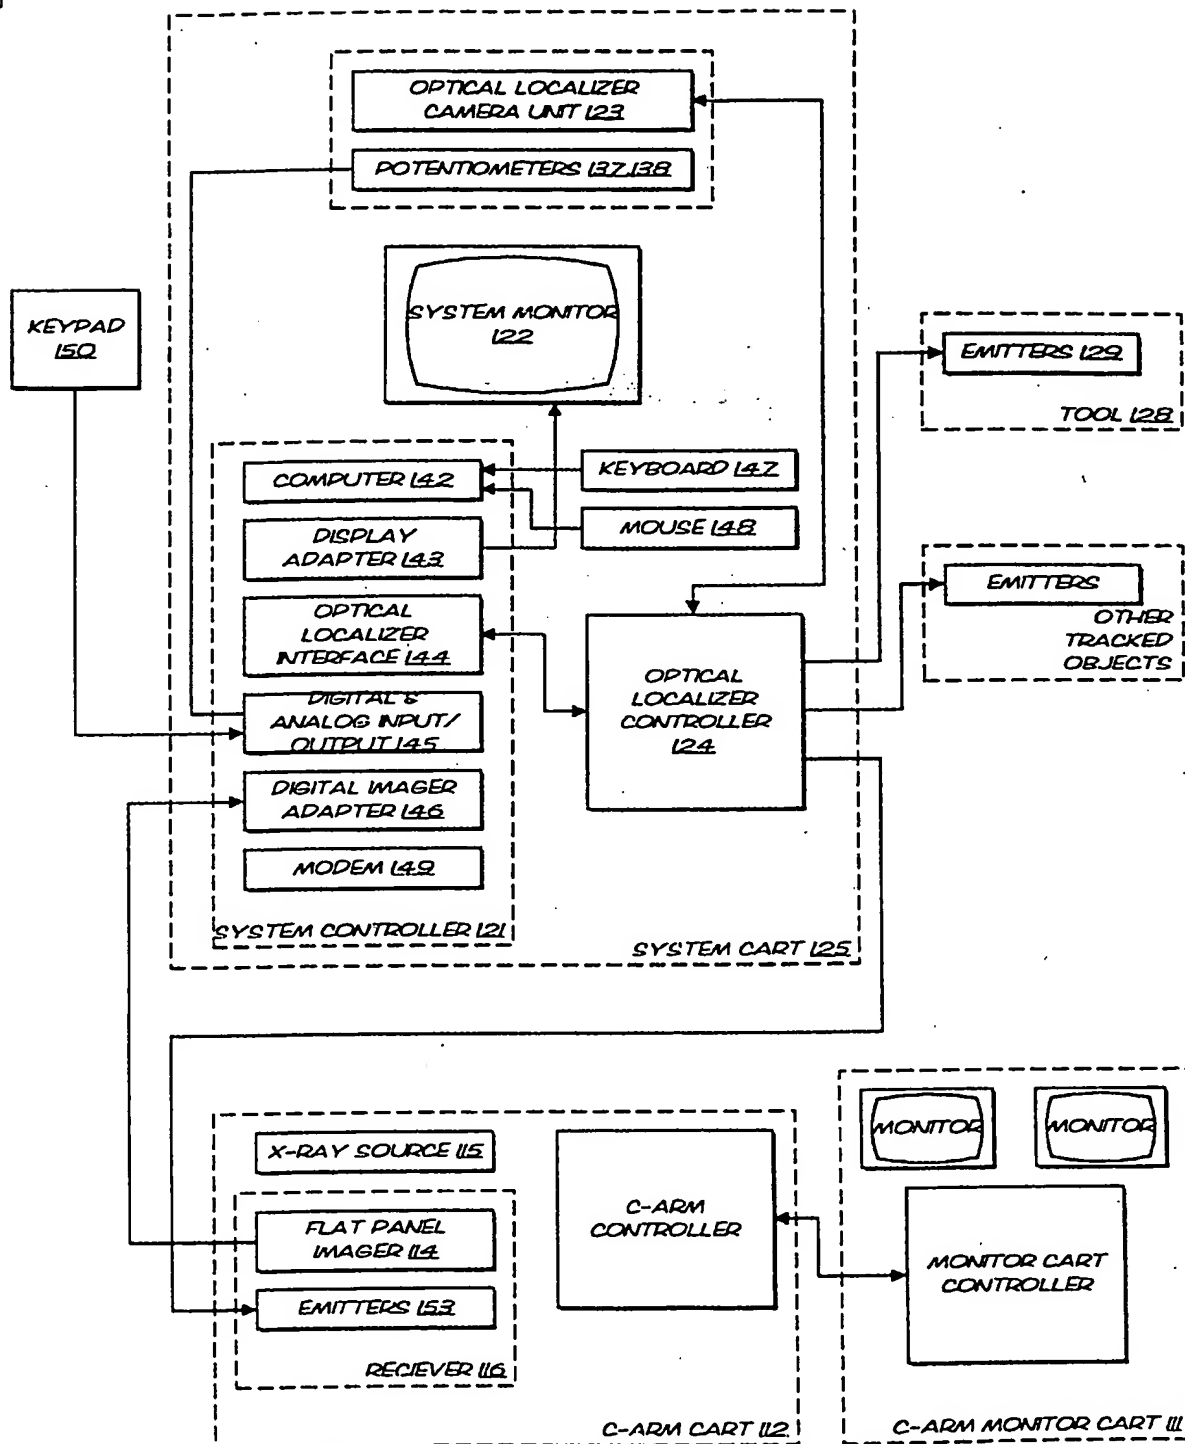 OPTICAL LOCALIZER
CAMERA UNIT 123
POTENTIOMETERS 137,138
SYSTEM MONITOR
122
KEYPAD
150
EMITTERS 129
TOOL 128
COMPUTER 142
KEYBOARD 147
MOUSE 148
DISPLAY
ADAPTER 143
EMITTERS
OTHER
TRACKED
OBJECTS
OPTICAL
LOCALIZER
INTERFACE 144
OPTICAL
LOCALIZER
CONTROLLER
124
DIGITAL &
ANALOG INPUT/
OUTPUT 145
DIGITAL IMAGER
ADAPTER 146
MODEM 149
SYSTEM CONTROLLER 121
SYSTEM CART 125
X-RAY SOURCE 115
FLAT PANEL
IMAGER 114
EMITTERS 153
RECIEVER 116
C-ARM
CONTROLLER
C-ARM CART 112
MONITOR
MONITOR
MONITOR CART
CONTROLLER
C-ARM MONITOR CART 111